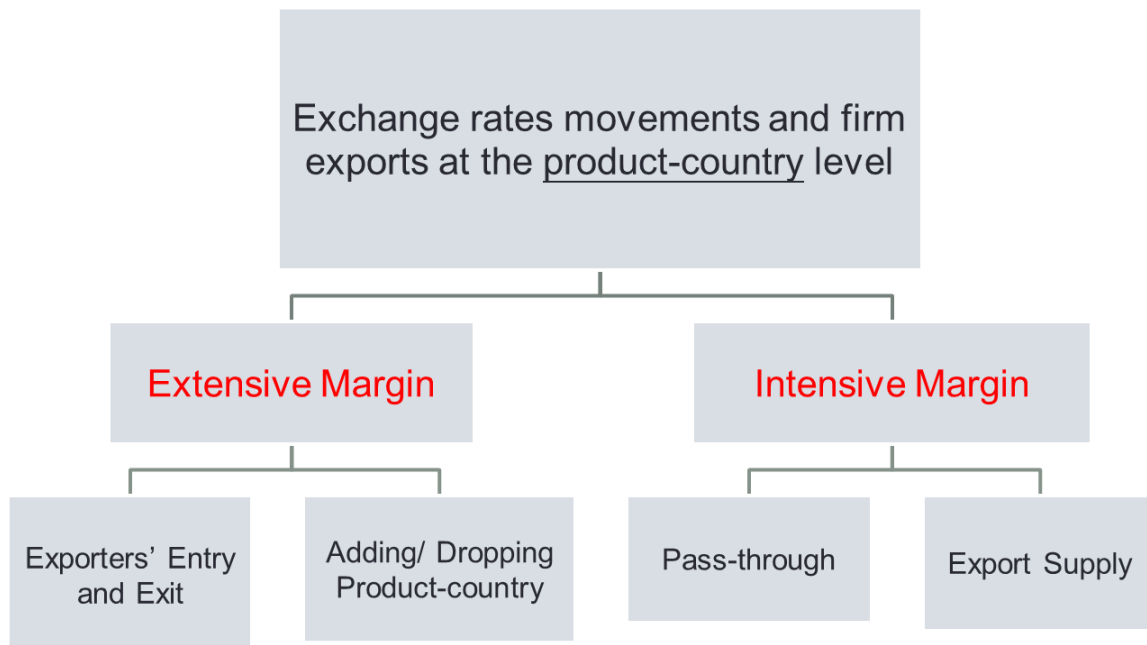 Exchange rates movements and firm
exports at the product-country level
Extensive Margin
Intensive Margin
Exporters’ Entry
and Exit
Adding/ Dropping
Product-country
Pass-through
Export Supply